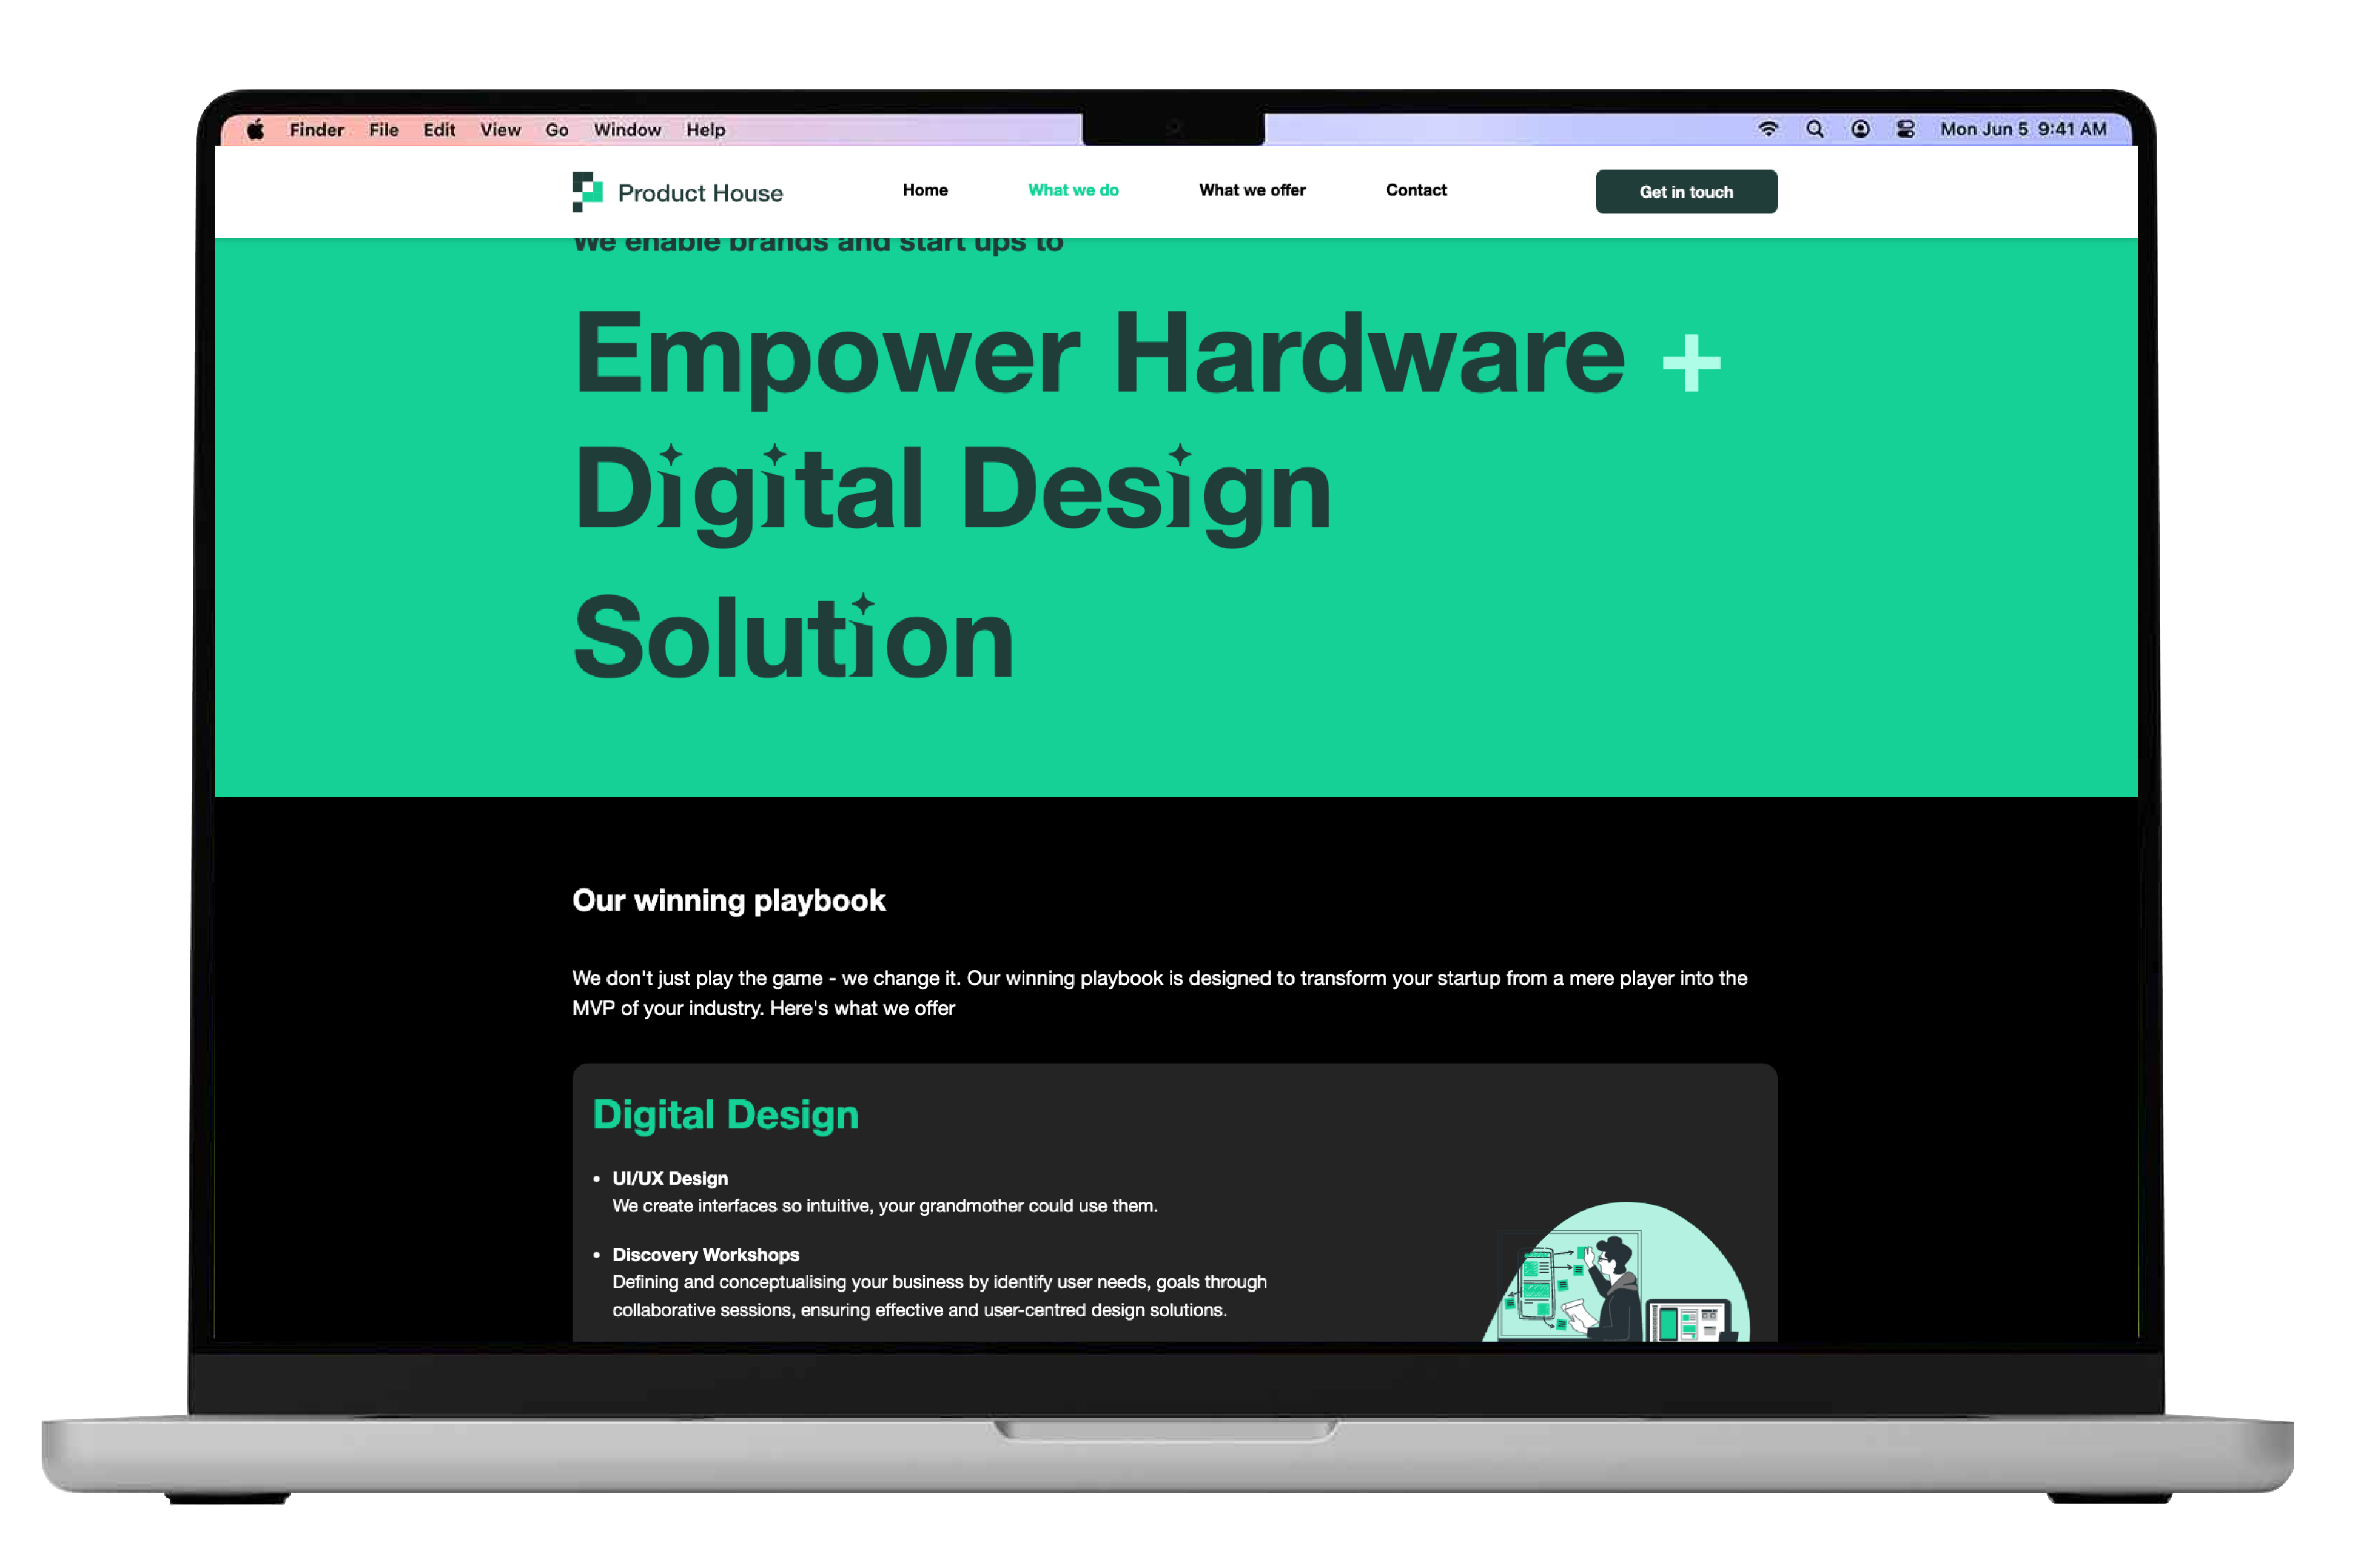 Finder File Edit View Go Window Help
Mon Jun 5 9:41 AM
Product House
Home What we do What we offer Contact
Get in touch
We enable brands and start ups to
Empower Hardware +
Digital Design
Solution
Our winning playbook
We don't just play the game - we change it. Our winning playbook is designed to transform your startup from a mere player into the
MVP of your industry. Here's what we offer
Digital Design
• UI/UX Design
We create interfaces so intuitive, your grandmother could use them.
• Discovery Workshops
Defining and conceptualising your business by identify user needs, goals through
collaborative sessions, ensuring effective and user-centred design solutions.